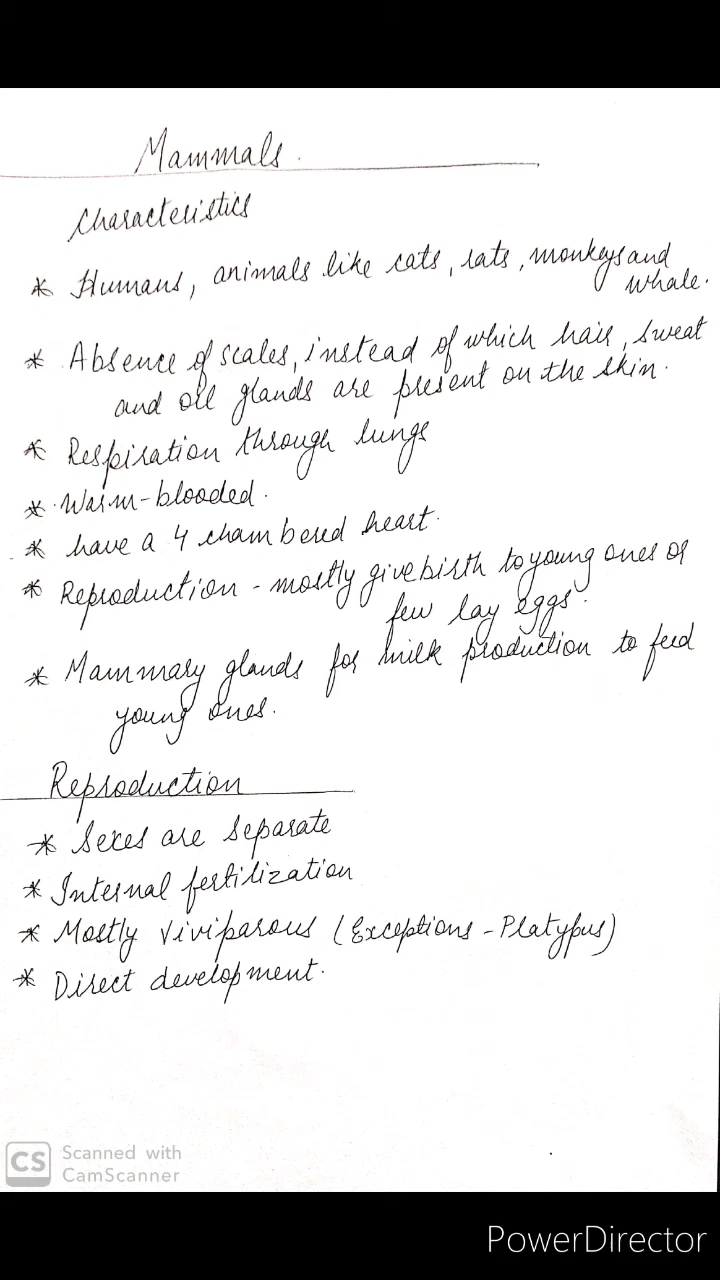 Mammals.
Characteristics
* Humans, animals like cats, rats, monkeys and
whale.
* Absence of scales, instead of which hair, sweat
and oil glands are present on the skin.
* Respiration through lungs
* Warm-blooded.
* have a 4 chambered heart.
* Reproduction - mostly give birth to young ones or
few lay eggs.
* Mammary glands for milk production to feed
young ones.
Reproduction
* Sexes are separate
* Internal fertilization
* Mostly viviparous (Exceptions - Platypus)
* Direct development.
CS Scanned with
CamScanner
PowerDirector